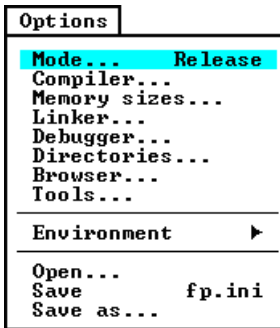 Options
Mode... Release
Compiler...
Memory sizes...
Linker...
Debugger...
Directories...
Browser...
Tools...
Environment
Open...
Save fp.ini
Save as...